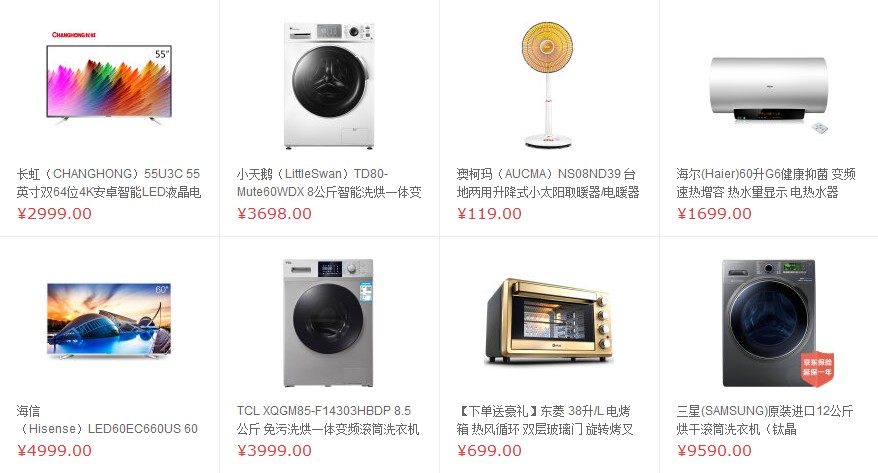 CHANGHONG
55"
长虹（CHANGHONG）55U3C 55
英寸双64位4K安卓智能LED液晶电
¥2999.00
小天鹅（LittleSwan）TD80-
Mute60WDX 8公斤智能洗烘一体变
¥3698.00
澳柯玛（AUCMA）NS08ND39 台
地两用升降式小太阳取暖器/电暖器
¥119.00
海尔(Haier)60升G6健康抑菌 变频
速热增容 热水量显示 电热水器
¥1699.00
60"
海信
（Hisense）LED60EC660US 60
¥4999.00
TCL
TCL XQGM85-F14303HBDP 8.5
公斤 免污洗烘一体变频滚筒洗衣机
¥3999.00
【下单送豪礼】东菱 38升/L 电烤
箱 热风循环 双层玻璃门 旋转烤叉
¥699.00
京东保险
延保一年
三星(SAMSUNG)原装进口12公斤
烘干滚筒洗衣机（钛晶
¥9590.00